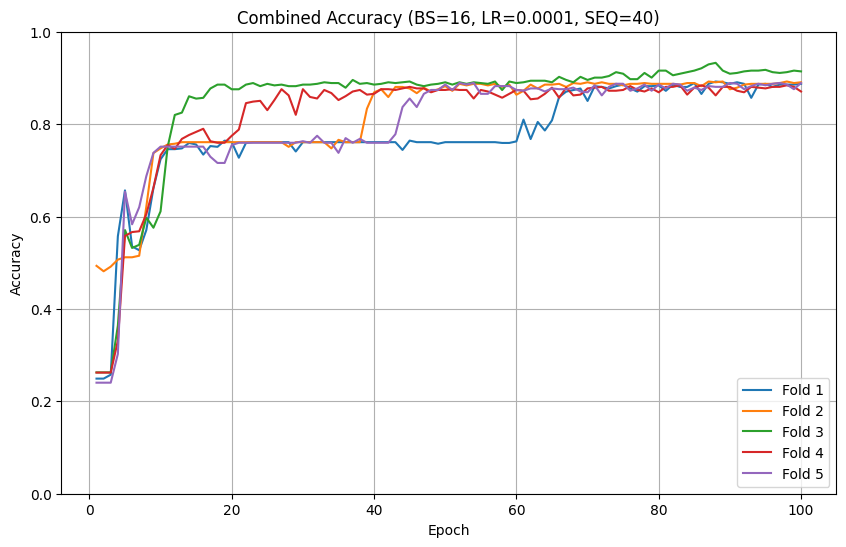 Combined Accuracy (BS=16, LR=0.0001, SEQ=40)
1.0
0.8
0.6
0.4
0.2
0.0
Accuracy
0 20 40 60 80 100
Epoch
Fold 1
Fold 2
Fold 3
Fold 4
Fold 5